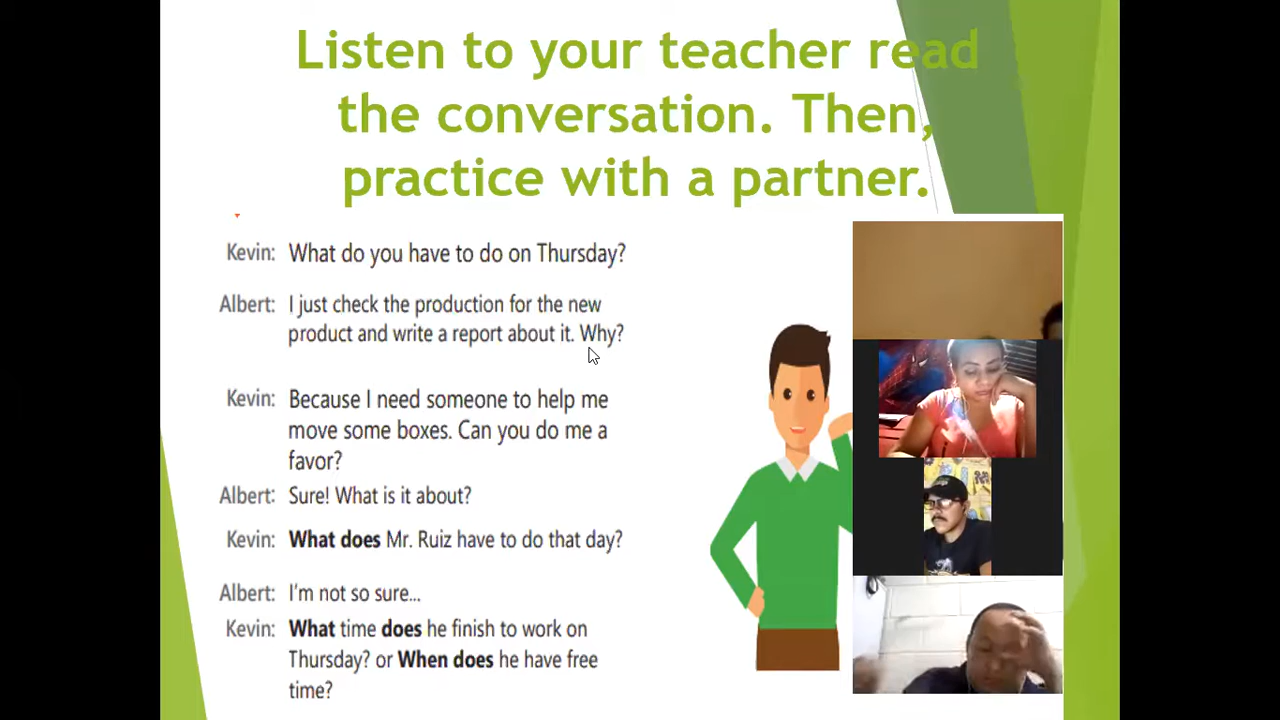 Listen to your teacher read
the conversation. Then,
practice with a partner.
Kevin: What do you have to do on Thursday?
Albert: I just check the production for the new
product and write a report about it. Why?
Kevin: Because I need someone to help me
move some boxes. Can you do me a
favor?
Albert: Sure! What is it about?
Kevin: What does Mr. Ruiz have to do that day?
Albert: I'm not so sure...
Kevin: What time does he finish to work on
Thursday? or When does he have free
time?